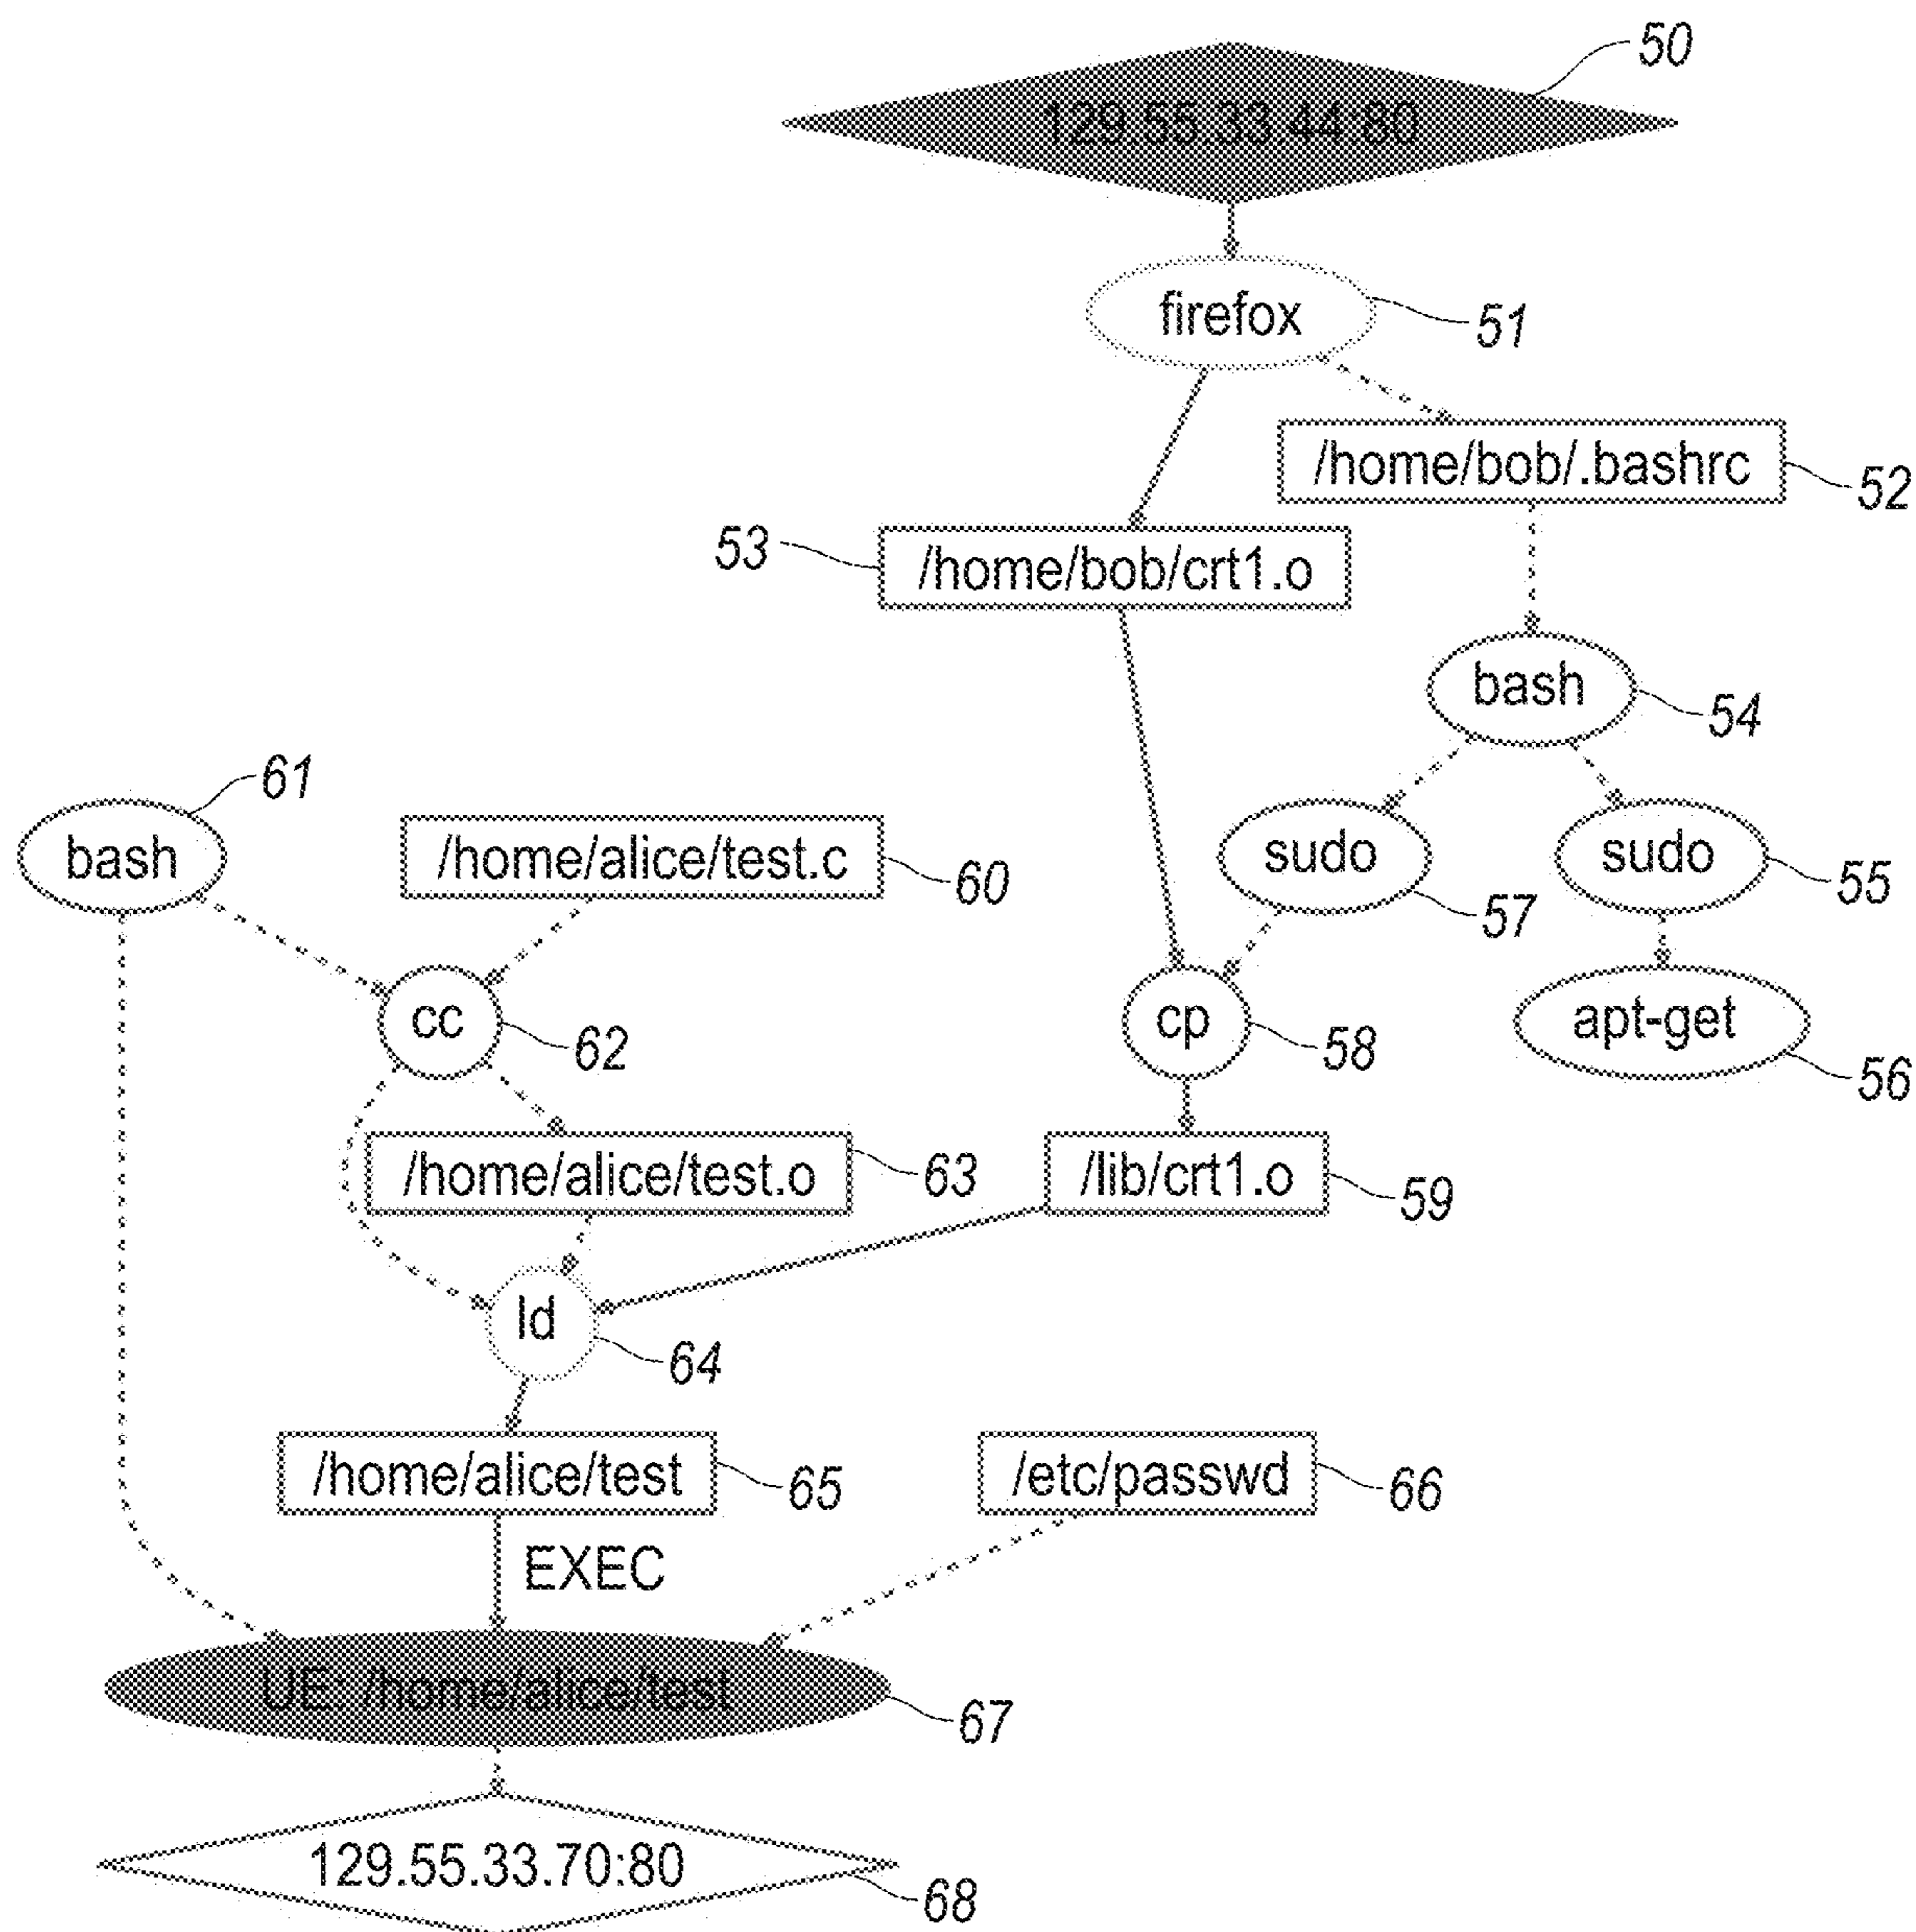 50
129.55.33.44:80
firefox
51
/home/bob/.bashrc
52
53
/home/bob/crt1.o
bash
54
61
bash
/home/alice/test.c
60
sudo
57
sudo
55
cc
62
cp
58
apt-get
56
/home/alice/test.o
63
/lib/crt1.o
59
ld
64
/home/alice/test
65
/etc/passwd
66
EXEC
UE: /home/alice/test
67
129.55.33.70:80
68